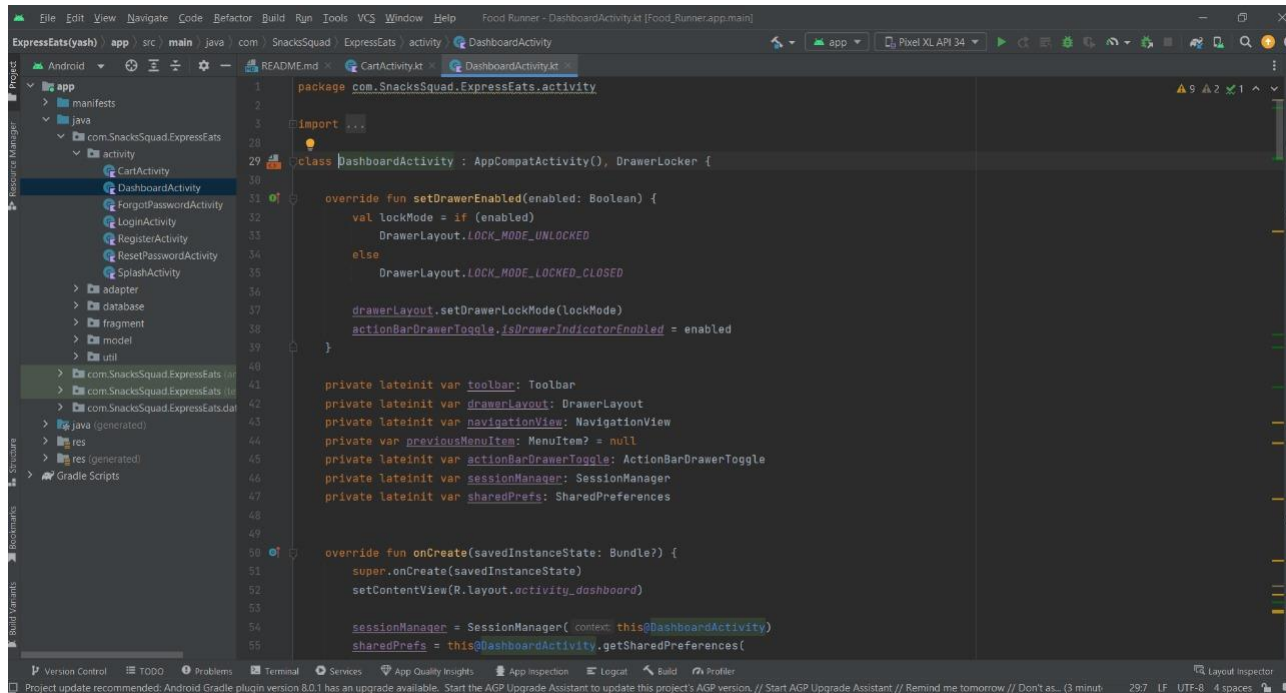 File Edit View Navigate Code Refactor Build Run Tools VCS Window Help Food Runner - DashboardActivity.kt [Food_Runner.app.main]
ExpressEats(yash) app src main java com SnacksSquad ExpressEats activity DashboardActivity app Pixel XL API 34
Project
Android
README.md CartActivity.kt DashboardActivity.kt
Resource Manager
app
manifests
java
com.SnacksSquad.ExpressEats
activity
CartActivity
DashboardActivity
ForgotPasswordActivity
LoginActivity
RegisterActivity
ResetPasswordActivity
SplashActivity
adapter
database
fragment
model
util
com.SnacksSquad.ExpressEats (ar
com.SnacksSquad.ExpressEats (te
com.SnacksSquad.ExpressEats.dat
java (generated)
res
res (generated)
Gradle Scripts
Structure
Bookmarks
Build Variants
9 2 1
1 package com.SnacksSquad.ExpressEats.activity
2
3 import ...
28
29 class DashboardActivity : AppCompatActivity(), DrawerLocker {
30
31 override fun setDrawerEnabled(enabled: Boolean) {
32 val lockMode = if (enabled)
33 DrawerLayout.LOCK_MODE_UNLOCKED
34 else
35 DrawerLayout.LOCK_MODE_LOCKED_CLOSED
36
37 drawerLayout.setDrawerLockMode(lockMode)
38 actionBarDrawerToggle.isDrawerIndicatorEnabled = enabled
39 }
40
41 private lateinit var toolbar: Toolbar
42 private lateinit var drawerLayout: DrawerLayout
43 private lateinit var navigationView: NavigationView
44 private var previousMenuItem: MenuItem? = null
45 private lateinit var actionBarDrawerToggle: ActionBarDrawerToggle
46 private lateinit var sessionManager: SessionManager
47 private lateinit var sharedPrefs: SharedPreferences
48
49
50 override fun onCreate(savedInstanceState: Bundle?) {
51 super.onCreate(savedInstanceState)
52 setContentView(R.layout.activity_dashboard)
53
54 sessionManager = SessionManager( context: this@DashboardActivity)
55 sharedPrefs = this@DashboardActivity.getSharedPreferences(
Version Control TODO Problems Terminal Services App Quality Insights App Inspection Logcat Build Profiler Layout Inspector
Project update recommended: Android Gradle plugin version 8.0.1 has an upgrade available. Start the AGP Upgrade Assistant to update this project's AGP version. // Start AGP Upgrade Assistant // Remind me tomorrow // Don't as... (3 minut 29:7 LF UTF-8 4 spaces